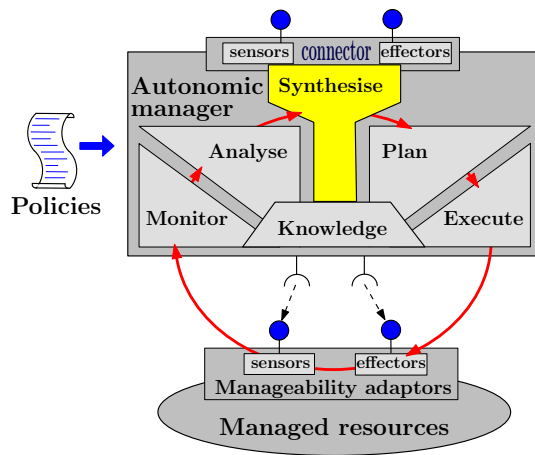 sensors
connector
effectors
Synthesise
Autonomic
manager
Analyse
Plan
Policies
Monitor
Knowledge
Execute
sensors
effectors
Manageability adaptors
Managed resources